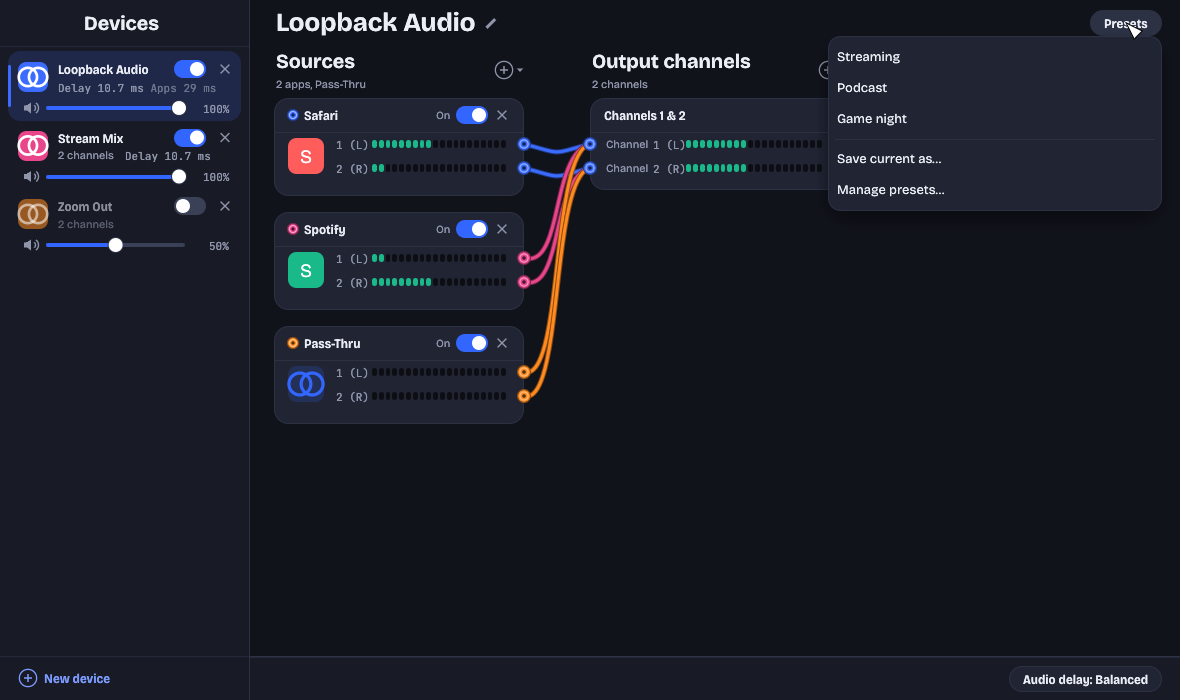 Devices
Loopback Audio
Delay 10.7 ms Apps 29 ms
100%
Stream Mix
2 channels Delay 10.7 ms
100%
Zoom Out
2 channels
50%
New device
Loopback Audio
Presets
Sources
2 apps, Pass-Thru
Safari On
S
1 (L)
2 (R)
Spotify On
S
1 (L)
2 (R)
Pass-Thru On
1 (L)
2 (R)
Output channels
2 channels
Channels 1 & 2
Channel 1 (L)
Channel 2 (R)
Streaming
Podcast
Game night
Save current as...
Manage presets...
Audio delay: Balanced